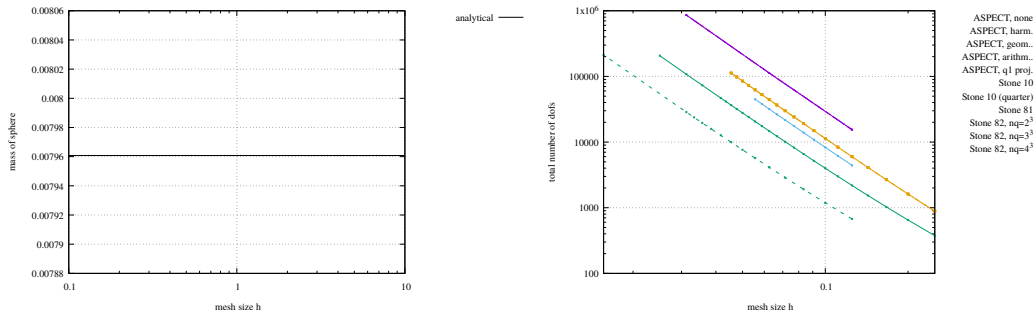 0.00806
0.00804
0.00802
0.008
0.00798
0.00796
0.00794
0.00792
0.0079
0.00788
0.1
1
10
mass of sphere
mesh size h
analytical
1x10⁶
100000
10000
1000
100
0.1
total number of dofs
mesh size h
ASPECT, none
ASPECT, harm.
ASPECT, geom..
ASPECT, arithm..
ASPECT, q1 proj.
Stone 10
Stone 10 (quarter)
Stone 81
Stone 82, nq=2³
Stone 82, nq=3³
Stone 82, nq=4³